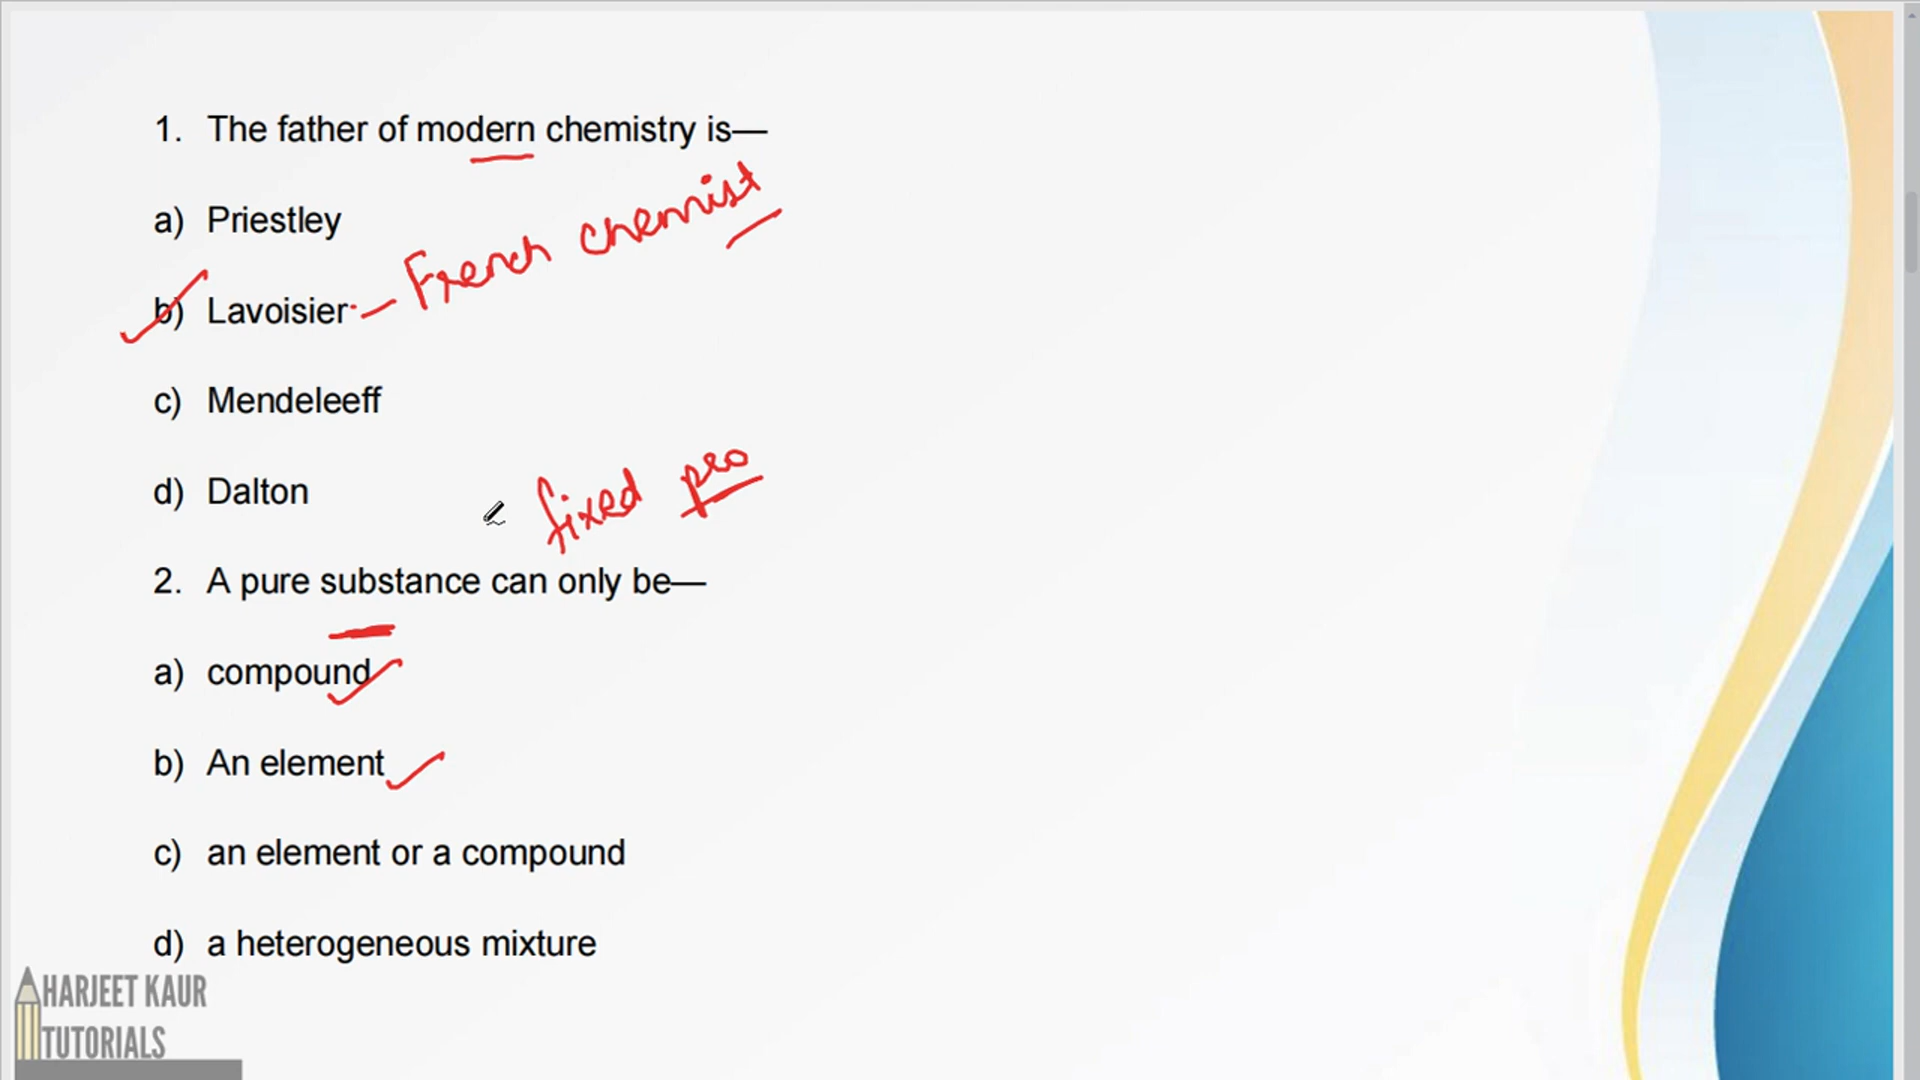 1. The father of modern chemistry is—
a) Priestley
b) Lavoisier - French chemist
c) Mendeleeff
d) Dalton
fixed pro
2. A pure substance can only be—
a) compound
b) An element
c) an element or a compound
d) a heterogeneous mixture
HARJEET KAUR
TUTORIALS